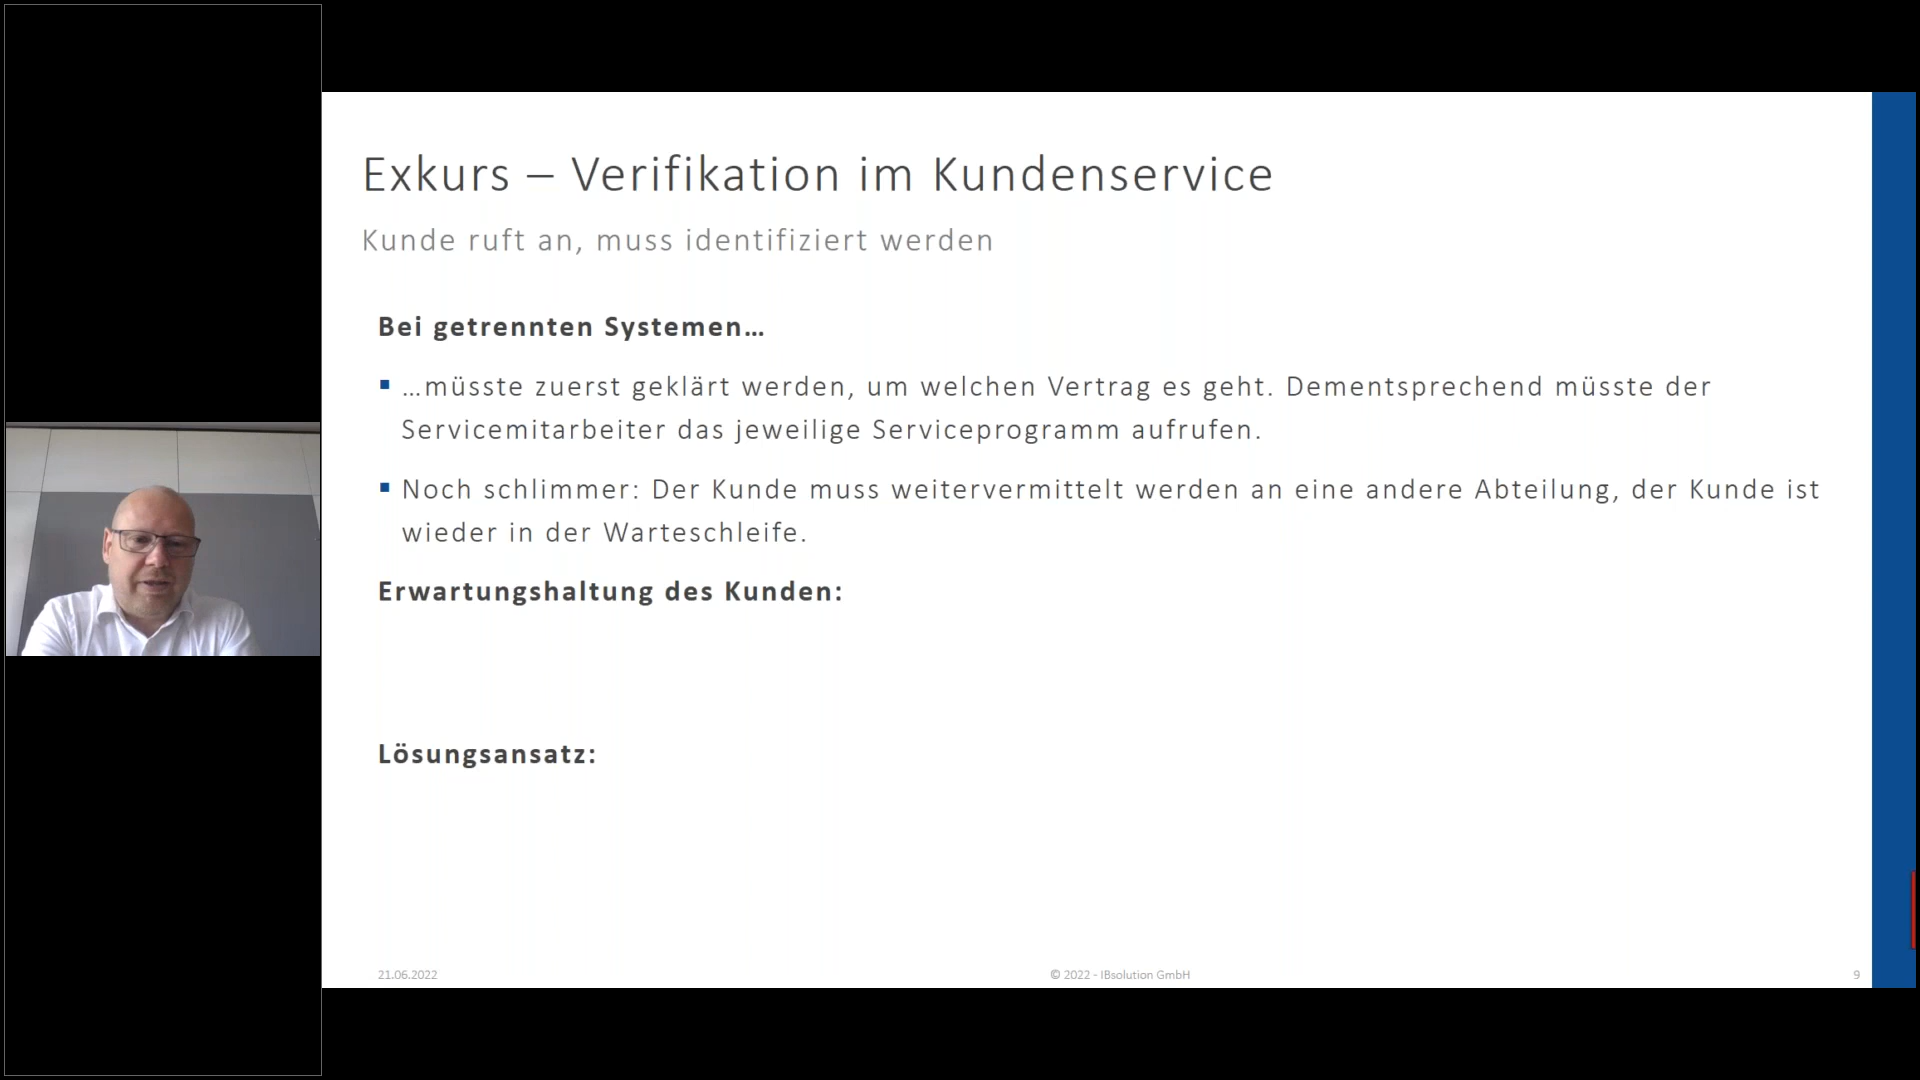 Exkurs – Verifikation im Kundenservice
Kunde ruft an, muss identifiziert werden
Bei getrennten Systemen…
▪ …müsste zuerst geklärt werden, um welchen Vertrag es geht. Dementsprechend müsste der
Servicemitarbeiter das jeweilige Serviceprogramm aufrufen.
▪ Noch schlimmer: Der Kunde muss weitervermittelt werden an eine andere Abteilung, der Kunde ist
wieder in der Warteschleife.
Erwartungshaltung des Kunden:
Lösungsansatz:
21.06.2022
© 2022 - IBsolution GmbH
9